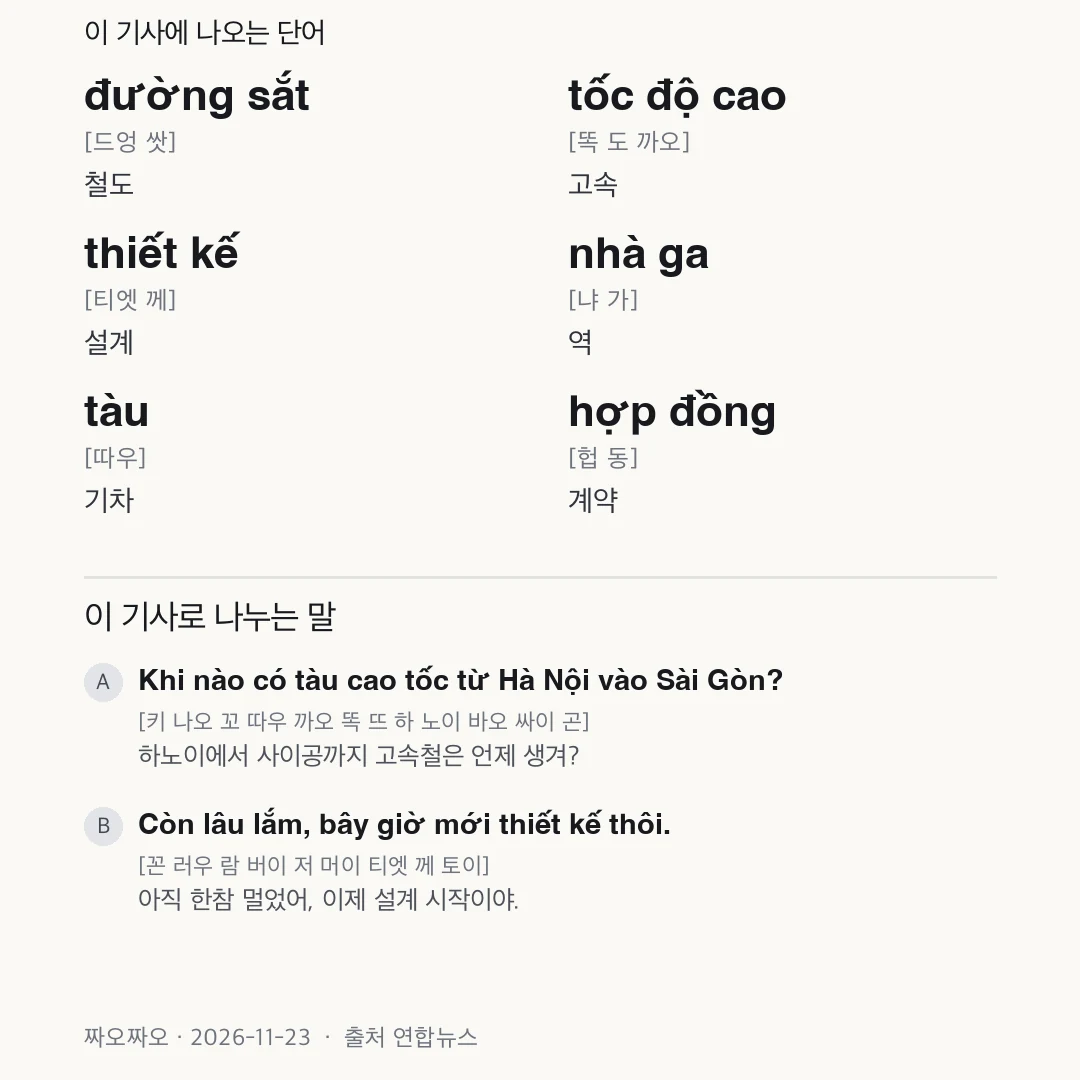 이 기사에 나오는 단어
đường sắt
[드엉 쌋]
철도
tốc độ cao
[똑 도 까오]
고속
thiết kế
[티엣 께]
설계
nhà ga
[냐 가]
역
tàu
[따우]
기차
hợp đồng
[헙 동]
계약
이 기사로 나누는 말
A Khi nào có tàu cao tốc từ Hà Nội vào Sài Gòn?
[키 나오 꼬 따우 까오 똑 뜨 하 노이 바오 싸이 곤]
하노이에서 사이공까지 고속철은 언제 생겨?
B Còn lâu lắm, bây giờ mới thiết kế thôi.
[꼰 러우 람 버이 저 머이 티엣 께 토이]
아직 한참 멀었어, 이제 설계 시작이야.
짜오짜오 · 2026-11-23 · 출처 연합뉴스